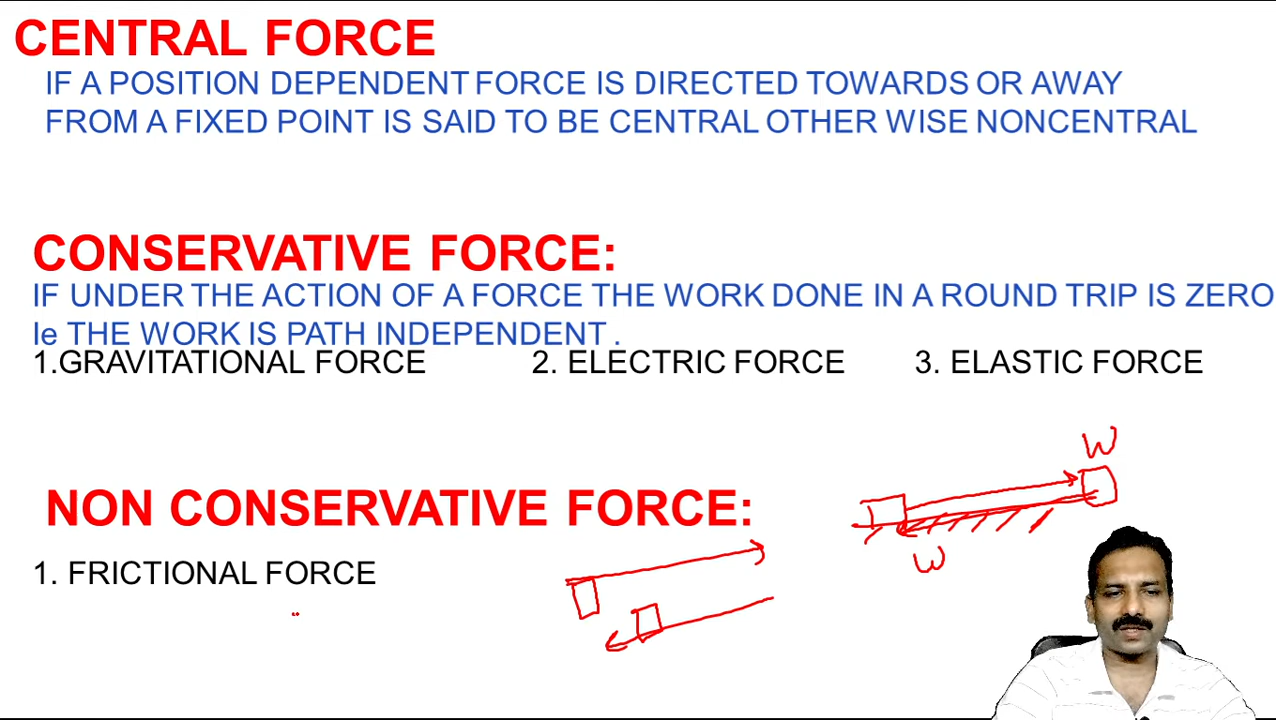 CENTRAL FORCE
IF A POSITION DEPENDENT FORCE IS DIRECTED TOWARDS OR AWAY
FROM A FIXED POINT IS SAID TO BE CENTRAL OTHER WISE NONCENTRAL
CONSERVATIVE FORCE:
IF UNDER THE ACTION OF A FORCE THE WORK DONE IN A ROUND TRIP IS ZERO
Ie THE WORK IS PATH INDEPENDENT .
1.GRAVITATIONAL FORCE 2. ELECTRIC FORCE 3. ELASTIC FORCE
W
NON CONSERVATIVE FORCE:
W
1. FRICTIONAL FORCE